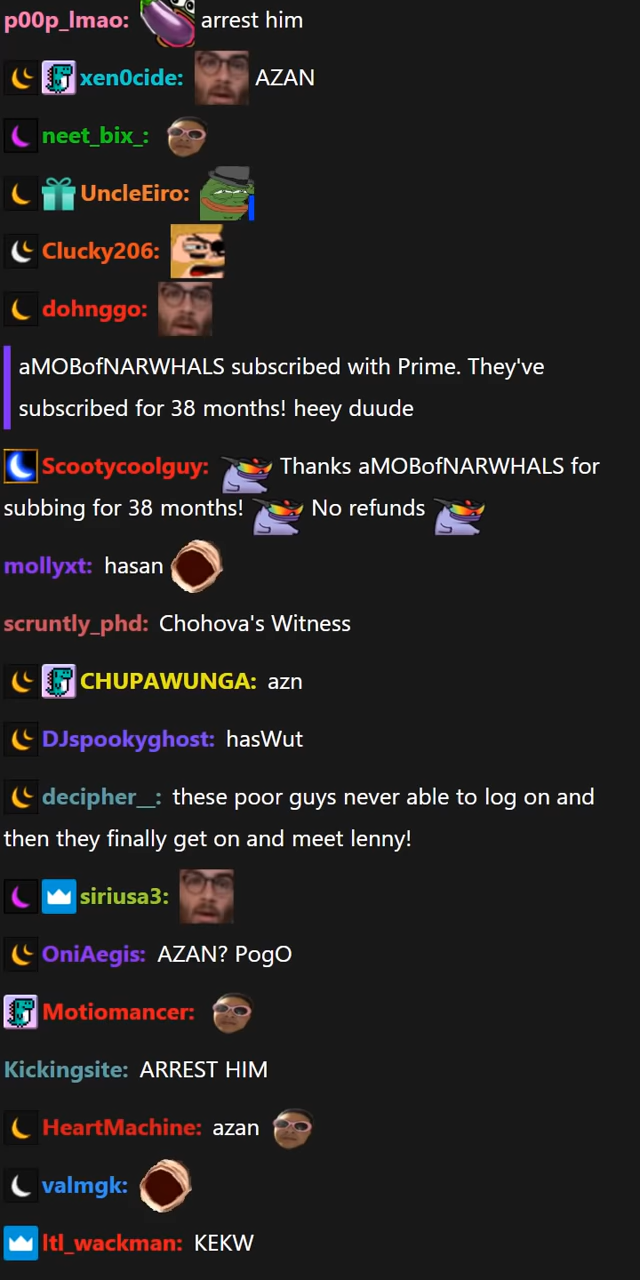 p00p_lmao: arrest him
xen0cide: AZAN
neet_bix_:
UncleEiro:
Clucky206:
dohnggo:
aMOBofNARWHALS subscribed with Prime. They've
subscribed for 38 months! heey duude
Scootycoolguy: Thanks aMOBofNARWHALS for
subbing for 38 months! No refunds
mollyxt: hasan
scruntly_phd: Chohova's Witness
CHUPAWUNGA: azn
DJspookyghost: hasWut
decipher__: these poor guys never able to log on and
then they finally get on and meet lenny!
siriusa3:
OniAegis: AZAN? PogO
Motiomancer:
Kickingsite: ARREST HIM
HeartMachine: azan
valmgk:
ltl_wackman: KEKW